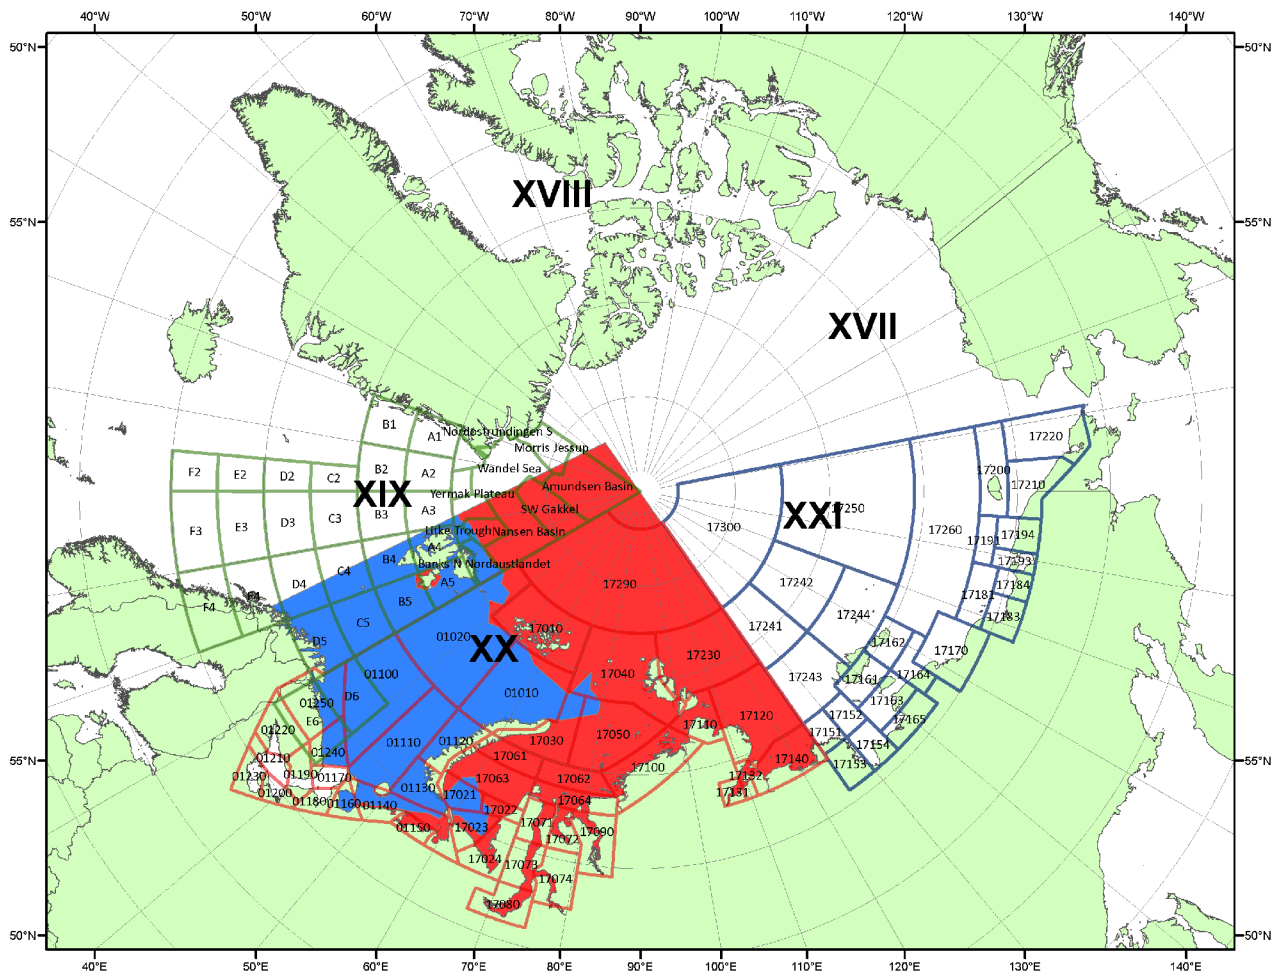 40°W 50°W 60°W 70°W 80°W 90°W 100°W 110°W 120°W 130°W 140°W
50°N 50°N
55°N 55°N
XVIII
XVII
B1 A1 Nordostrundingen S 17220
Morris Jessup
F2 E2 D2 C2 B2 A2 Wandel Sea 17200
XIX Yermak Plateau Amundsen Basin 17210
F3 E3 D3 C3 B3 A3 SW Gakkel XXI 17250
Litke Trough Nansen Basin 17300 17260 17191 17194
A4 17193
B4 Banks N Nordaustlandet
F4 F4 D4 C4 A5 17290 17242 17181 17184
B5 17244 17183
D5 C5 01020 17010 17241 17162 17170
XX 17230
01100 17040 17243 17161 17164
01250 D6 01010 17163
E6 17110 17120 17152 17165
01220 01110 01120 17030 17050 17151 17154
01210 01240 17061 17140 17153
55°N 55°N
01230 01190 01170 17063 17062 17100 17132
01200 01180 01160 01140 01130 17021 17064 17131
01150 17023 17022 17071 17072 17090
17024 17073 17074
17080
50°N 50°N
40°E 50°E 60°E 70°E 80°E 90°E 100°E 110°E 120°E 130°E 140°E